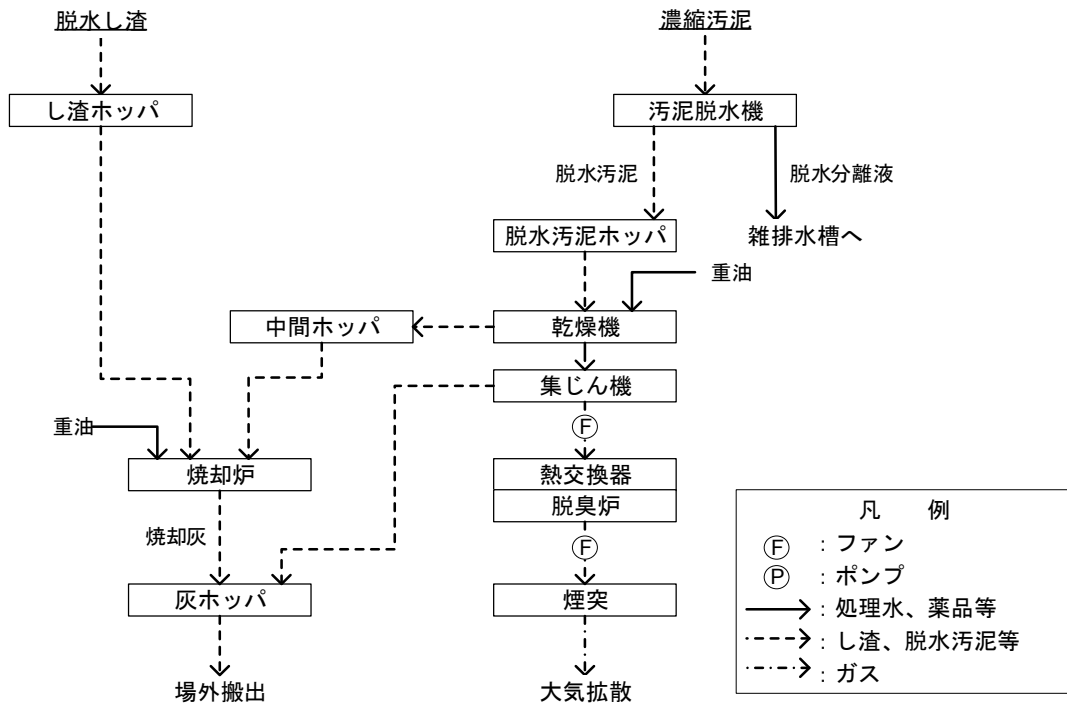 脱水し渣
濃縮汚泥
し渣ホッパ
汚泥脱水機
脱水汚泥
脱水分離液
脱水汚泥ホッパ
雑排水槽へ
重油
中間ホッパ
乾燥機
集じん機
重油
F
焼却炉
熱交換器
脱臭炉
焼却灰
F
灰ホッパ
煙突
場外搬出
大気拡散
凡 例
F : ファン
P : ポンプ
: 処理水、薬品等
: し渣、脱水汚泥等
: ガス